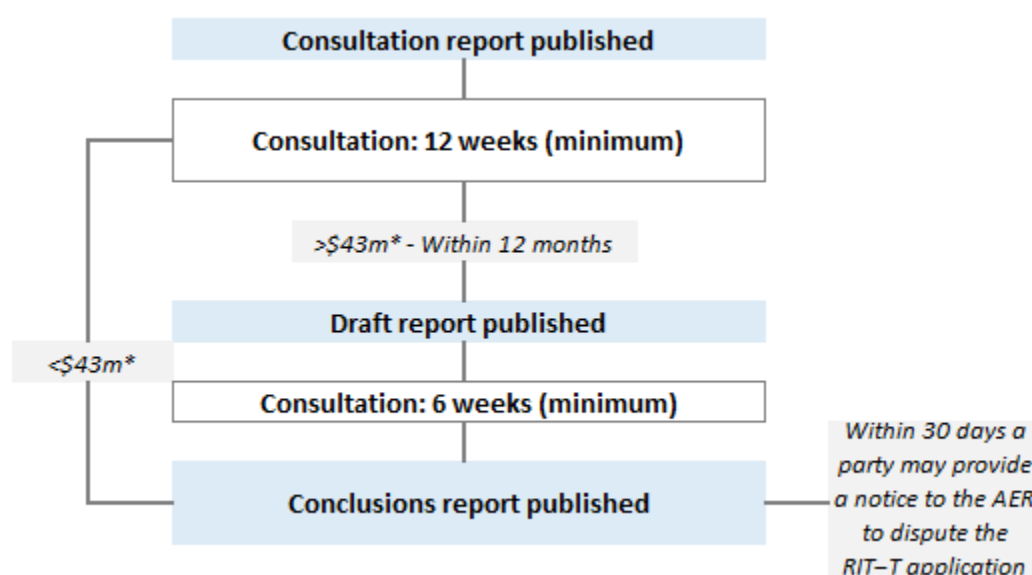 Consultation report published
Consultation: 12 weeks (minimum)
>$43m* - Within 12 months
Draft report published
<$43m*
Consultation: 6 weeks (minimum)
Conclusions report published
Within 30 days a
party may provide
a notice to the AER
to dispute the
RIT–T application